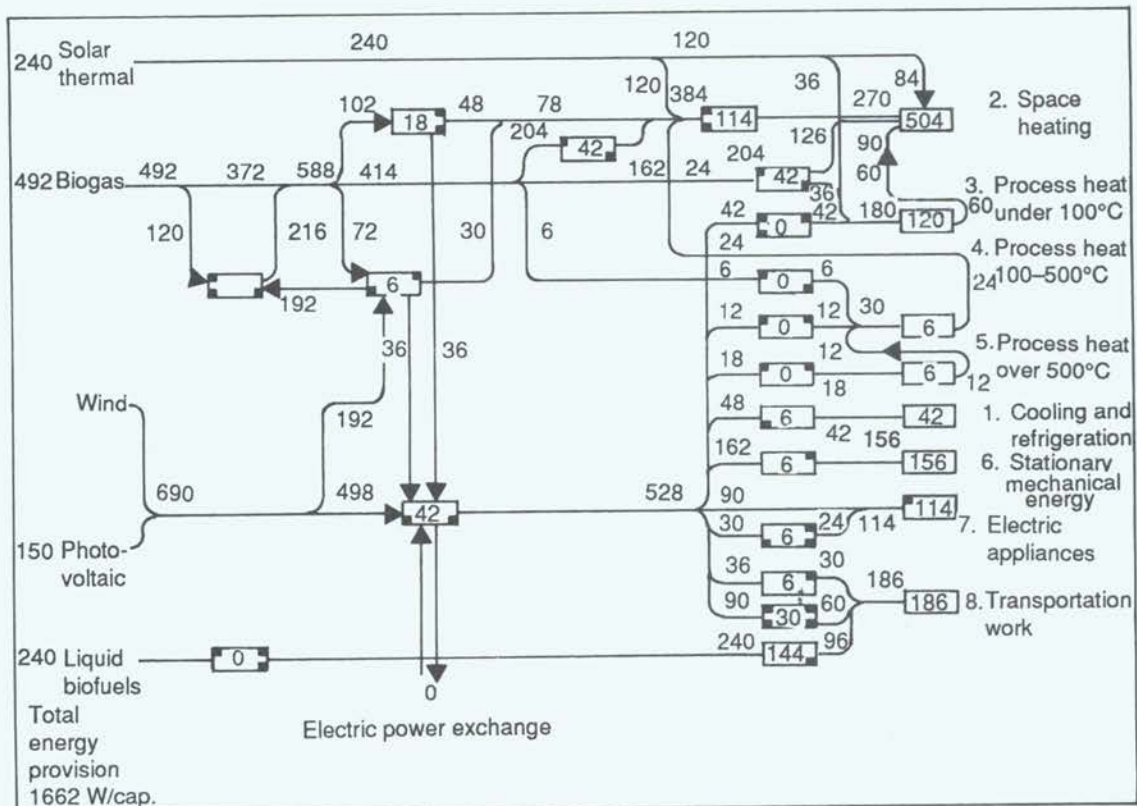 240 120
240 Solar
thermal
120 384
36
84
102 18 48 78
114 270
504
2. Space
heating
204 42
126
90
492 Biogas 492 372 588 414
162 24
204 42
36
60
3. Process heat
under 100°C
120 216 72 30 6
42 0 42 180 120 60
24
4. Process heat
100–500°C
192 6
6 0 6
30
24
12 0 12
6
36 36
12
5. Process heat
over 500°C
18 0 18
6 12
Wind
192
48 6 42
42
1. Cooling and
refrigeration
162 6 156
156
6. Stationary
mechanical
energy
690 498 42
528
90
114
150 Photo-
voltaic
30 6 24 114
7. Electric
appliances
36 6 30
186
186
8. Transportation
work
90 30 60
240 Liquid
biofuels
0
240 144 96
0
Electric power exchange
Total
energy
provision
1662 W/cap.